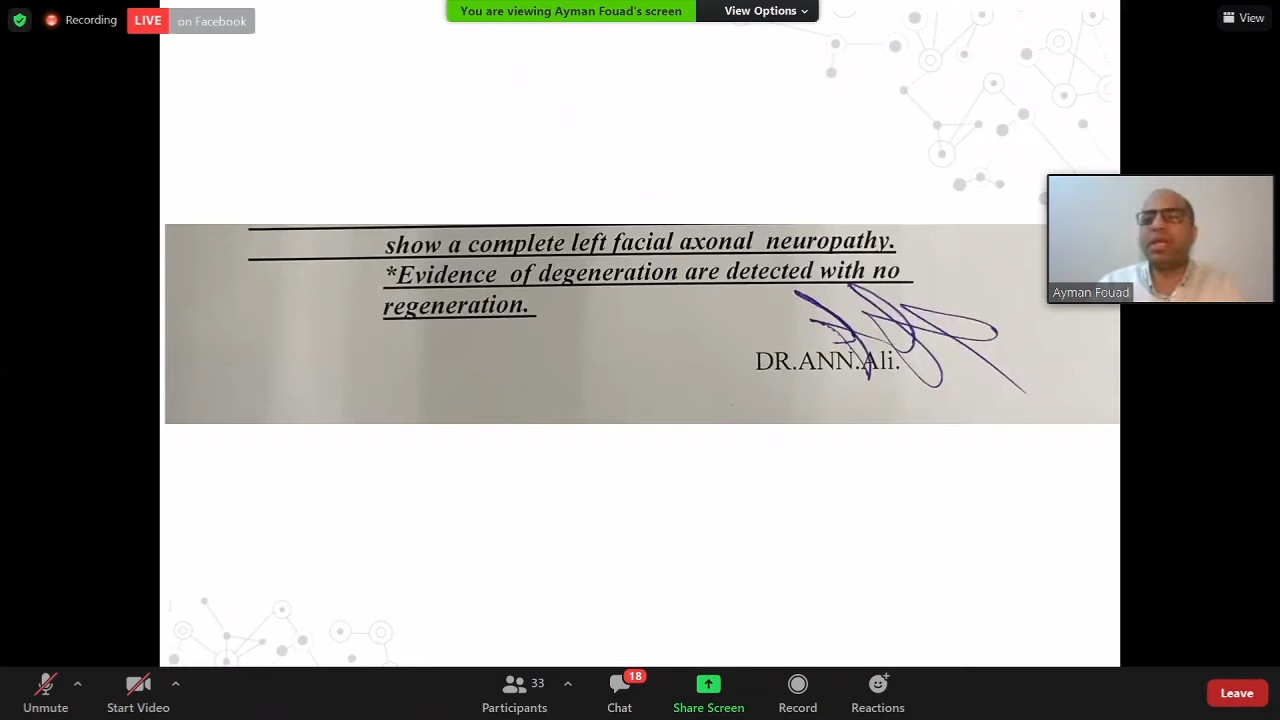 Recording
LIVE
on Facebook
You are viewing Ayman Fouad's screen
View Options
View
show a complete left facial axonal neuropathy.
*Evidence of degeneration are detected with no
regeneration.
DR.ANN.Ali.
Ayman Fouad
Unmute
Start Video
33
Participants
18
Chat
Share Screen
Record
Reactions
Leave